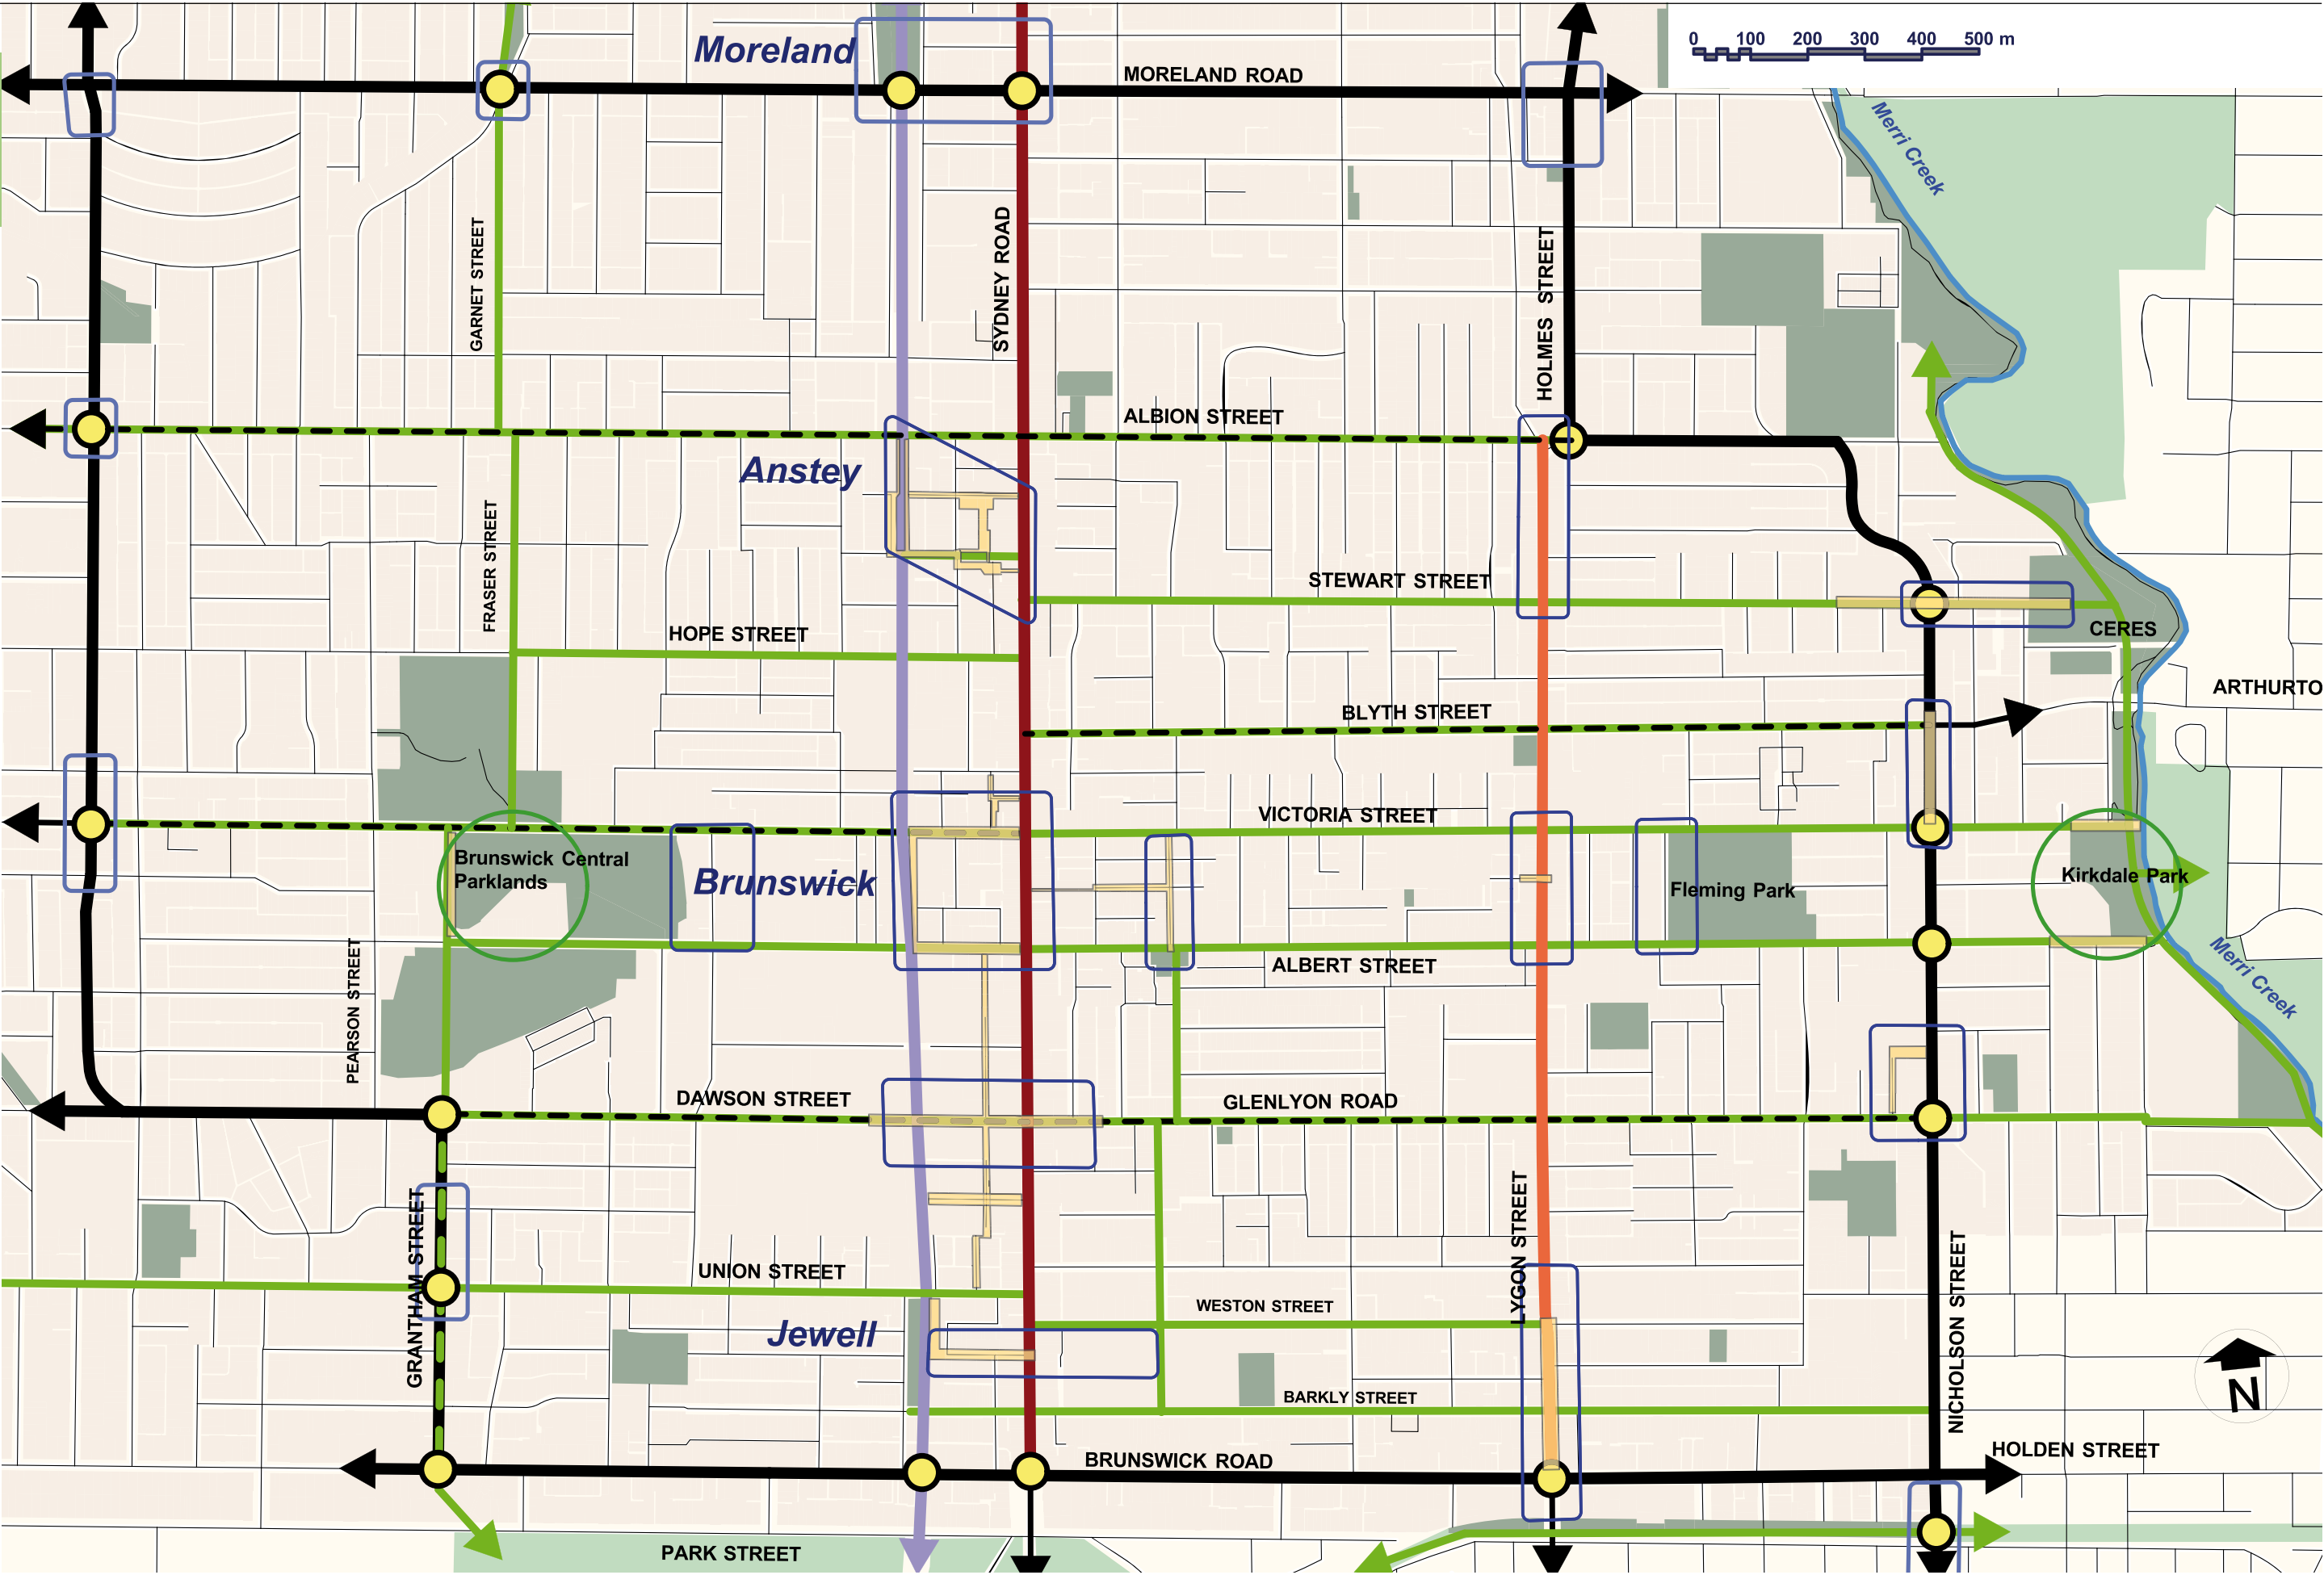 0 100 200 300 400 500 m
Moreland
MORELAND ROAD
Merri Creek
GARNET STREET
SYDNEY ROAD
HOLMES STREET
ALBION STREET
Anstey
FRASER STREET
STEWART STREET
HOPE STREET
CERES
ARTHURTO
BLYTH STREET
VICTORIA STREET
Brunswick Central
Parklands
Brunswick
Fleming Park
Kirkdale Park
ALBERT STREET
Merri Creek
PEARSON STREET
DAWSON STREET
GLENLYON ROAD
GRANTHAM STREET
LYGON STREET
NICHOLSON STREET
UNION STREET
WESTON STREET
Jewell
BARKLY STREET
N
BRUNSWICK ROAD
HOLDEN STREET
PARK STREET